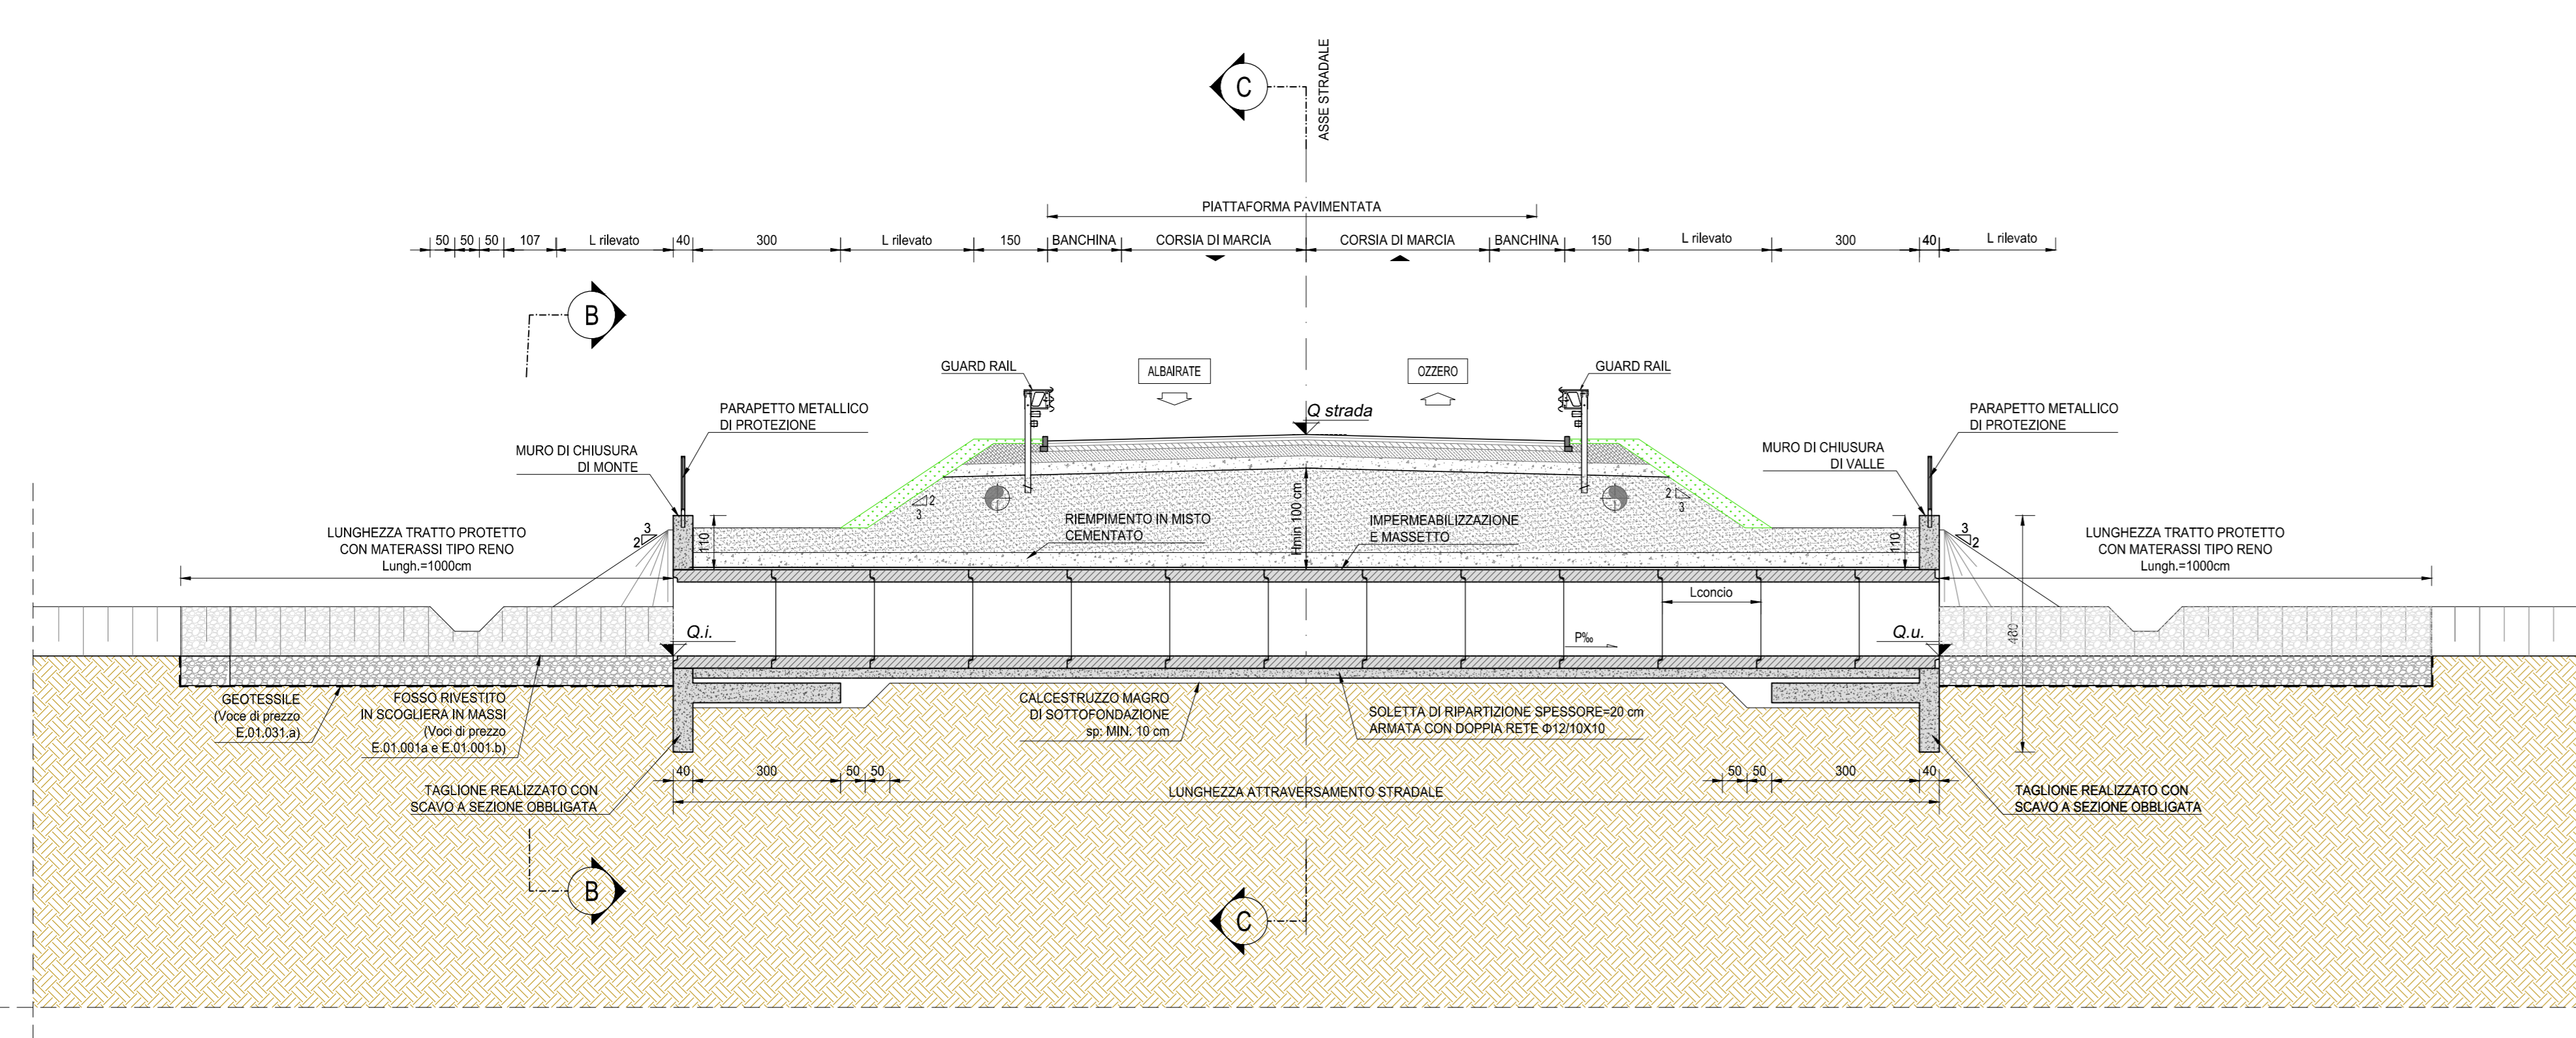 C
ASSE STRADALE
PIATTAFORMA PAVIMENTATA
50 50 50 107 L rilevato 40 300 L rilevato 150 BANCHINA CORSIA DI MARCIA CORSIA DI MARCIA BANCHINA 150 L rilevato 300 40 L rilevato
B
GUARD RAIL
ALBAIRATE
OZZERO
GUARD RAIL
Q strada
PARAPETTO METALLICO
DI PROTEZIONE
PARAPETTO METALLICO
DI PROTEZIONE
MURO DI CHIUSURA
DI MONTE
MURO DI CHIUSURA
DI VALLE
2
3
2
3
LUNGHEZZA TRATTO PROTETTO
CON MATERASSI TIPO RENO
Lungh.=1000cm
3
2
110
RIEMPIMENTO IN MISTO
CEMENTATO
Hmin 100 cm
IMPERMEABILIZZAZIONE
E MASSETTO
110
3
2
LUNGHEZZA TRATTO PROTETTO
CON MATERASSI TIPO RENO
Lungh.=1000cm
Lconcio
Q.i.
P‰
Q.u.
480
GEOTESSILE
(Voce di prezzo
E.01.031.a)
FOSSO RIVESTITO
IN SCOGLIERA IN MASSI
(Voci di prezzo
E.01.001a e E.01.001.b)
CALCESTRUZZO MAGRO
DI SOTTOFONDAZIONE
sp: MIN. 10 cm
SOLETTA DI RIPARTIZIONE SPESSORE=20 cm
ARMATA CON DOPPIA RETE Φ12/10X10
40 300 50 50 50 50 300 40
LUNGHEZZA ATTRAVERSAMENTO STRADALE
TAGLIONE REALIZZATO CON
SCAVO A SEZIONE OBBLIGATA
TAGLIONE REALIZZATO CON
SCAVO A SEZIONE OBBLIGATA
B
C